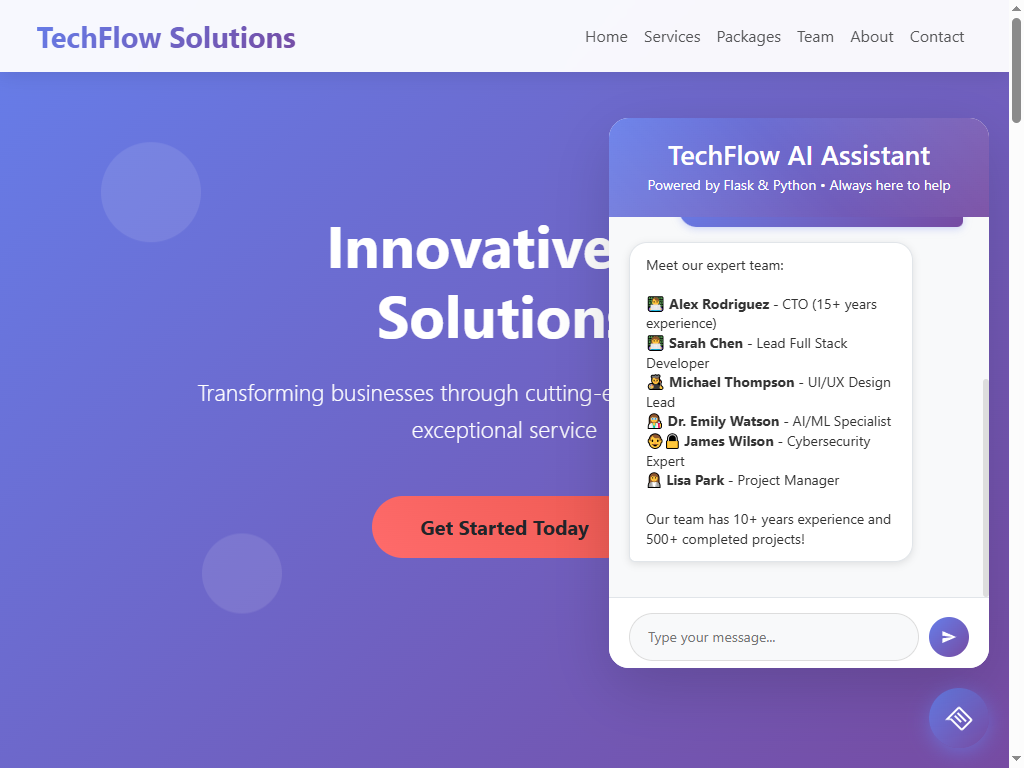 TechFlow Solutions
Home Services Packages Team About Contact
Innovative
Solutions
Transforming businesses through cutting-e
exceptional service
Get Started Today
TechFlow AI Assistant
Powered by Flask & Python • Always here to help
Meet our expert team:
Alex Rodriguez - CTO (15+ years
experience)
Sarah Chen - Lead Full Stack
Developer
Michael Thompson - UI/UX Design
Lead
Dr. Emily Watson - AI/ML Specialist
James Wilson - Cybersecurity
Expert
Lisa Park - Project Manager
Our team has 10+ years experience and
500+ completed projects!
Type your message...